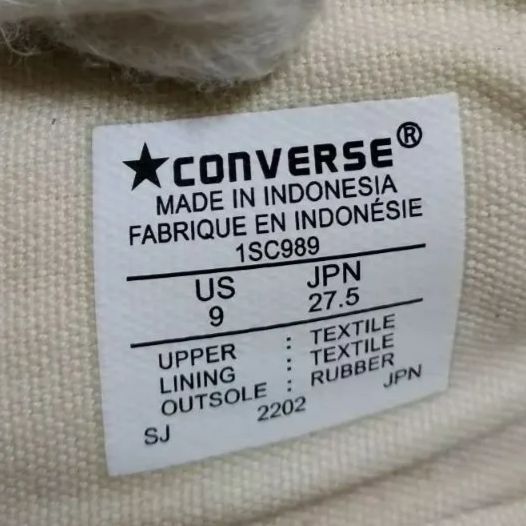 ★CONVERSE®
MADE IN INDONESIA
FABRIQUE EN INDONÉSIE
1SC989
US JPN
9 27.5
UPPER : TEXTILE
LINING : TEXTILE
OUTSOLE : RUBBER
SJ 2202 JPN